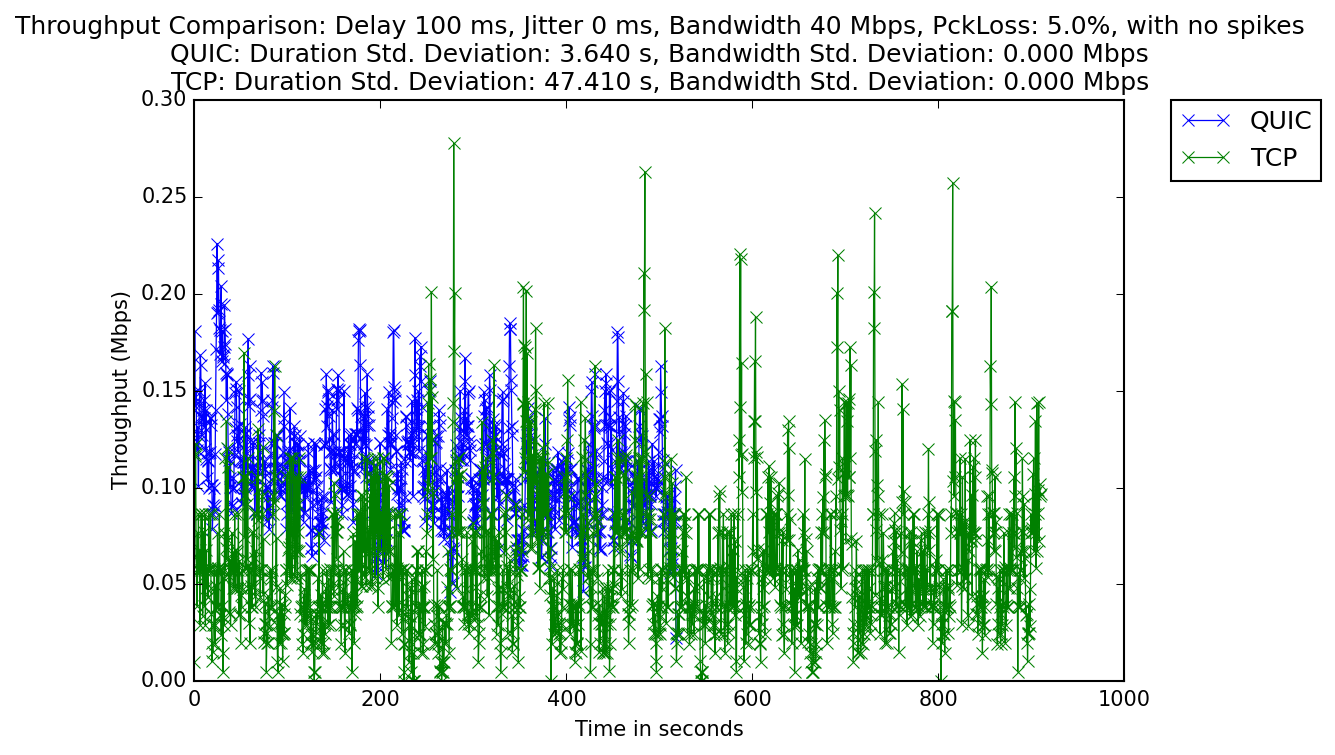 Throughput Comparison: Delay 100 ms, Jitter 0 ms, Bandwidth 40 Mbps, PckLoss: 5.0%, with no spikes
QUIC: Duration Std. Deviation: 3.640 s, Bandwidth Std. Deviation: 0.000 Mbps
TCP: Duration Std. Deviation: 47.410 s, Bandwidth Std. Deviation: 0.000 Mbps
0.30
0.25
0.20
0.15
0.10
0.05
0.00
Throughput (Mbps)
0
200
400
600
800
1000
Time in seconds
QUIC
TCP